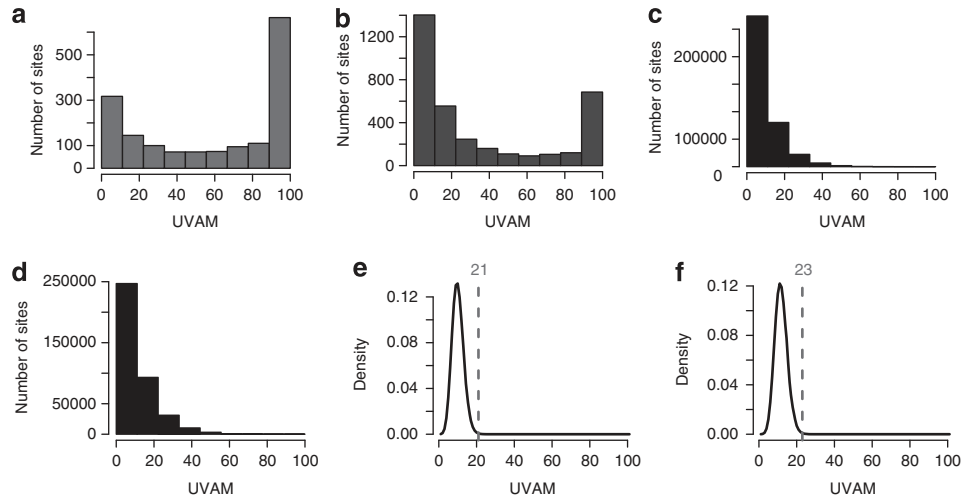 a
Number of sites
500
300
100
0
0 20 40 60 80 100
UVAM
b
Number of sites
1200
800
400
0
0 20 40 60 80 100
UVAM
c
Number of sites
200000
100000
0
0 20 40 60 80 100
UVAM
d
Number of sites
250000
150000
50000
0
0 20 40 60 80 100
UVAM
e
21
Density
0.12
0.08
0.04
0.00
0 20 40 60 80 100
UVAM
f
23
Density
0.12
0.08
0.04
0.00
0 20 40 60 80 100
UVAM